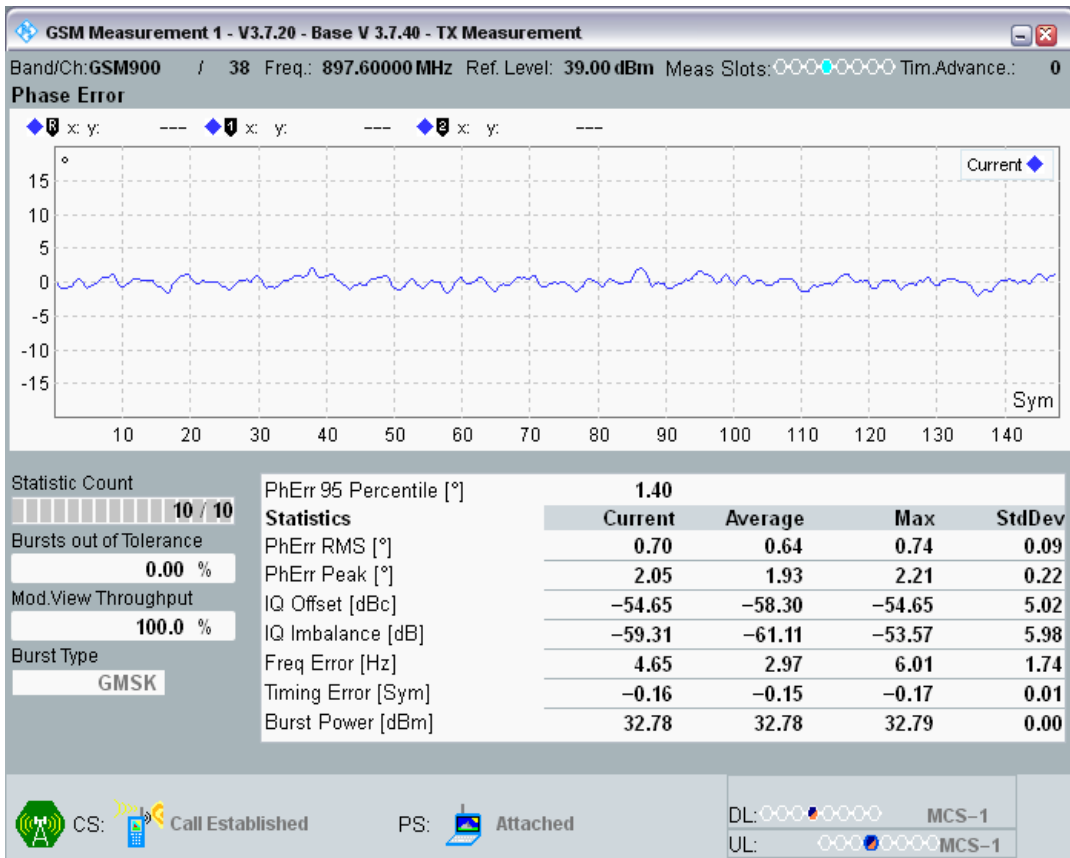 GSM Measurement 1 - V3.7.20 - Base V 3.7.40 - TX Measurement
Band/Ch:GSM900 / 38 Freq.: 897.60000 MHz Ref. Level: 39.00 dBm Meas Slots: Tim.Advance.: 0
Phase Error
R x: y: --- 1 x: y: --- 2 x: y: ---
° Current
15
10
5
0
-5
-10
-15
Sym
10 20 30 40 50 60 70 80 90 100 110 120 130 140
Statistic Count
10 / 10
Bursts out of Tolerance
0.00 %
Mod.View Throughput
100.0 %
Burst Type
GMSK
PhErr 95 Percentile [°] 1.40
Statistics Current Average Max StdDev
PhErr RMS [°] 0.70 0.64 0.74 0.09
PhErr Peak [°] 2.05 1.93 2.21 0.22
IQ Offset [dBc] -54.65 -58.30 -54.65 5.02
IQ Imbalance [dB] -59.31 -61.11 -53.57 5.98
Freq Error [Hz] 4.65 2.97 6.01 1.74
Timing Error [Sym] -0.16 -0.15 -0.17 0.01
Burst Power [dBm] 32.78 32.78 32.79 0.00
CS: Call Established PS: Attached
DL: MCS-1
UL: MCS-1